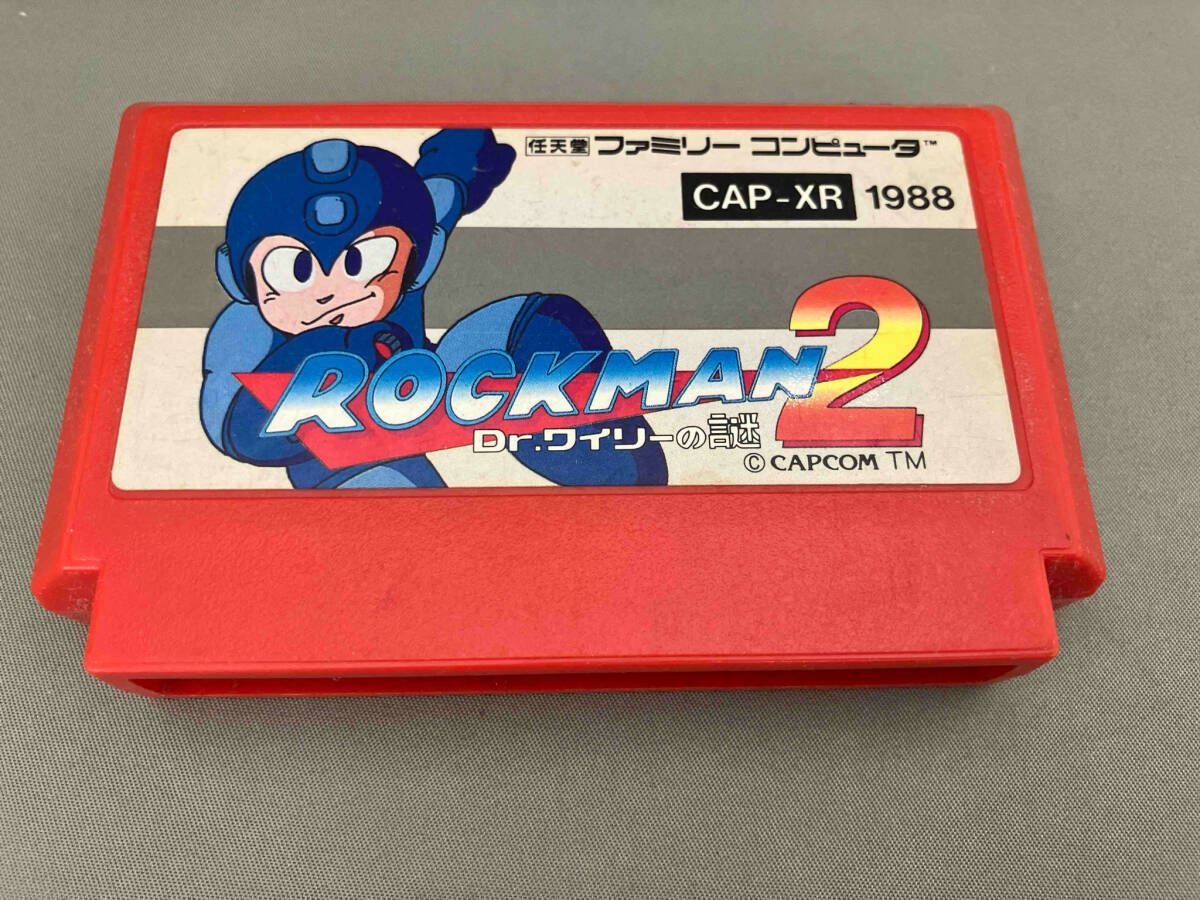 任天堂 ファミリー コンピュータ™
CAP-XR 1988
ROCKMAN 2
Dr.ワイリーの謎
© CAPCOM TM